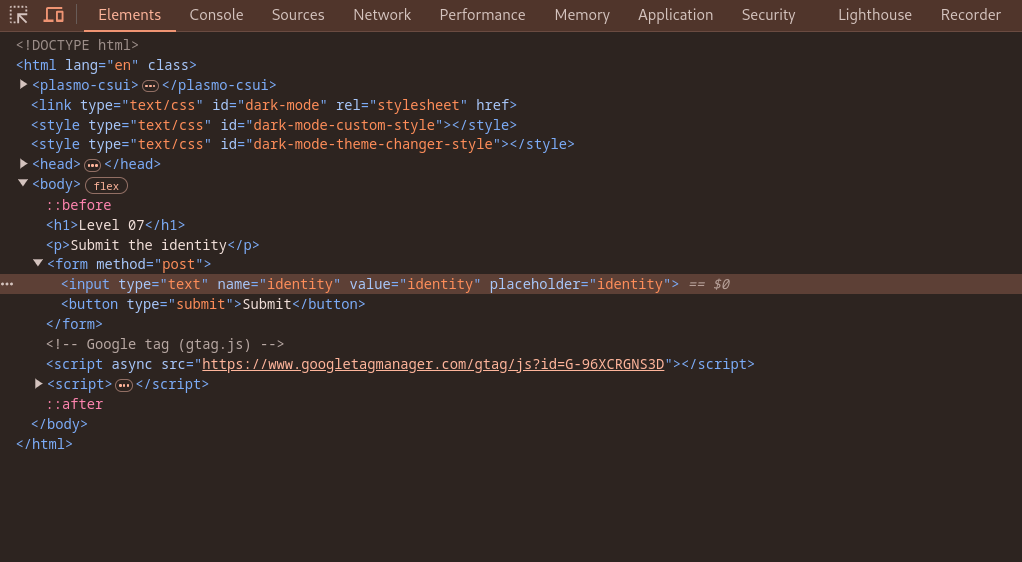 Elements Console Sources Network Performance Memory Application Security Lighthouse Recorder
<!DOCTYPE html>
<html lang="en" class>
<plasmo-csui> ⋯ </plasmo-csui>
<link type="text/css" id="dark-mode" rel="stylesheet" href>
<style type="text/css" id="dark-mode-custom-style"></style>
<style type="text/css" id="dark-mode-theme-changer-style"></style>
<head> ⋯ </head>
<body> flex
::before
<h1>Level 07</h1>
<p>Submit the identity</p>
<form method="post">
<input type="text" name="identity" value="identity" placeholder="identity"> == $0
<button type="submit">Submit</button>
</form>
<!-- Google tag (gtag.js) -->
<script async src="https://www.googletagmanager.com/gtag/js?id=G-96XCRGNS3D"></script>
<script> ⋯ </script>
::after
</body>
</html>